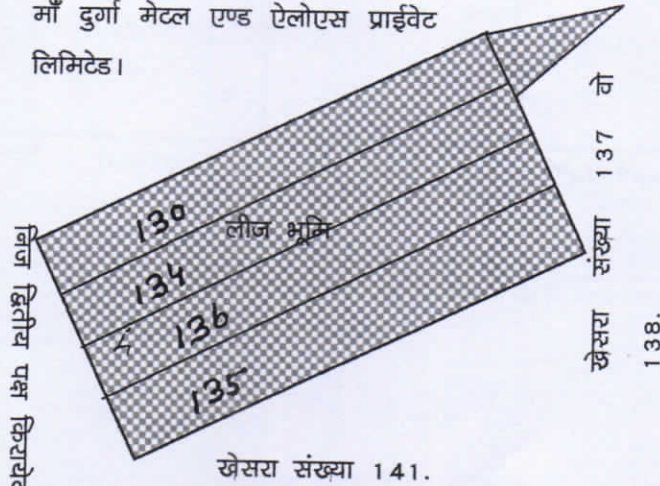 माँ दुर्गा मेटल एण्ड ऐलोएस प्राईवेट
लिमिटेड।
130
लीज भूमि
134
136
135
खेसरा संख्या 137 वो
138.
निज द्वितीय पक्ष
खेसरा संख्या 141.